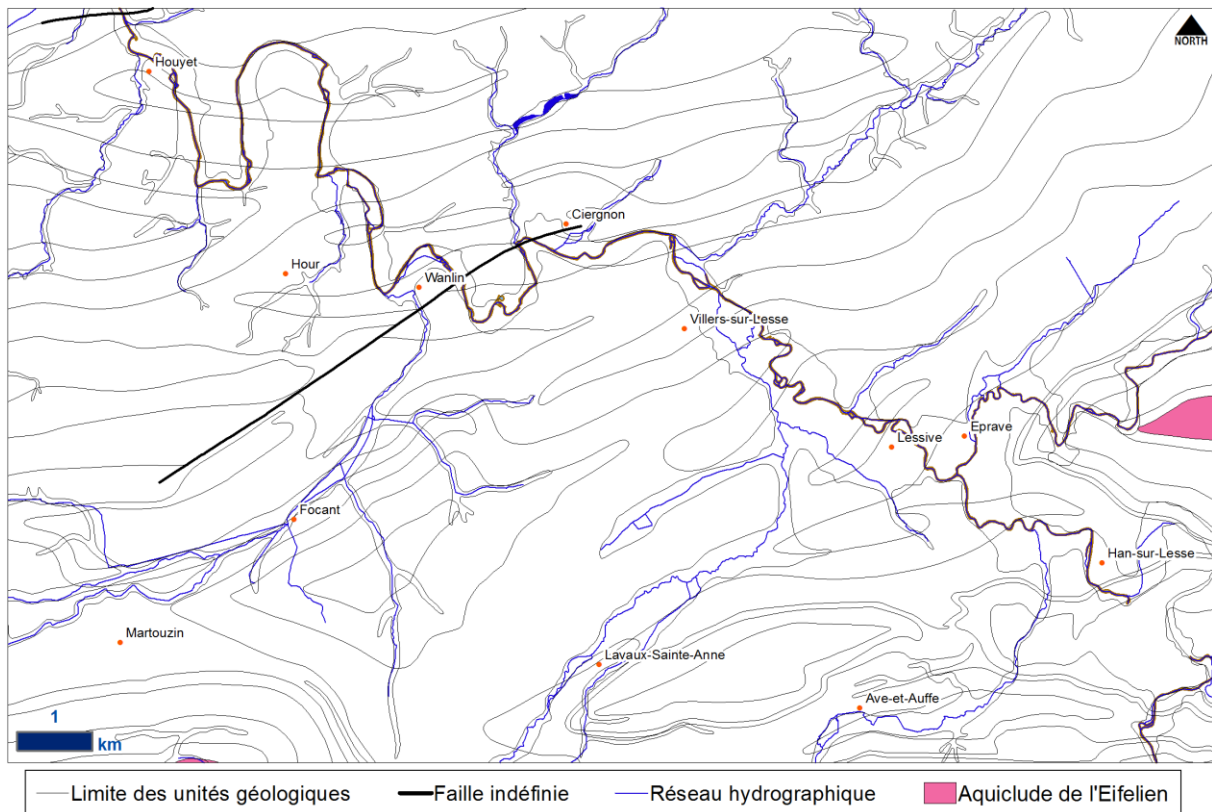 NORTH
Houyet
Ciergnon
Hour
Wanlin
Villers-sur-Lesse
Lessive
Eprave
Focant
Han-sur-Lesse
Martouzin
Lavaux-Sainte-Anne
Ave-et-Auffe
1
km
Limite des unités géologiques
Faille indéfinie
Réseau hydrographique
Aquiclude de l'Eifelien